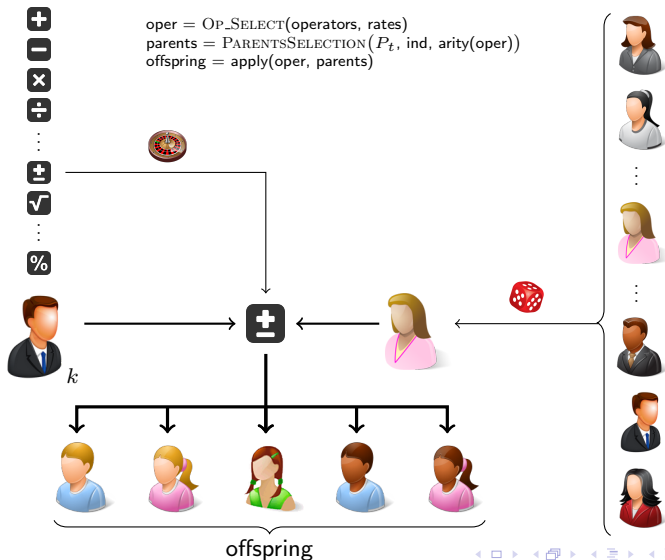 oper = OP_SELECT(operators, rates)
parents = PARENTSSELECTION(P_t, ind, arity(oper))
offspring = apply(oper, parents)
+
−
×
÷
⋮
±
√
⋮
%
⋮
⋮
±
k
offspring